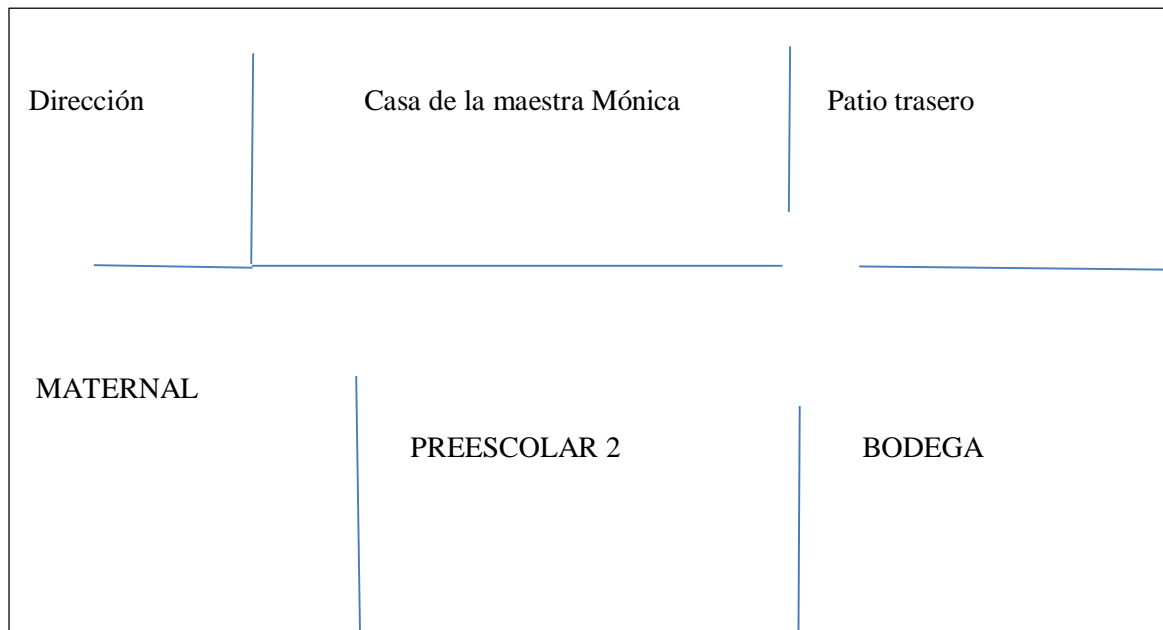 Dirección
Casa de la maestra Mónica
Patio trasero
MATERNAL
PREESCOLAR 2
BODEGA